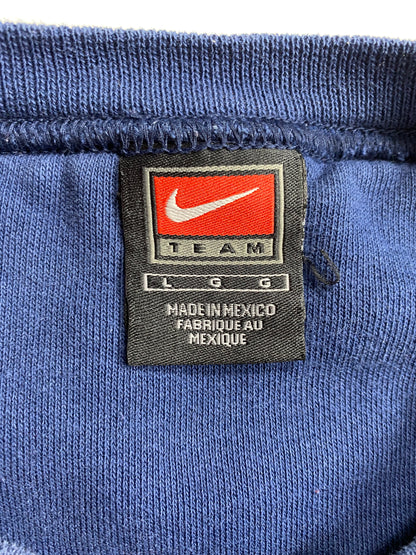 TEAM
L G G
MADE IN MEXICO
FABRIQUE AU
MEXIQUE